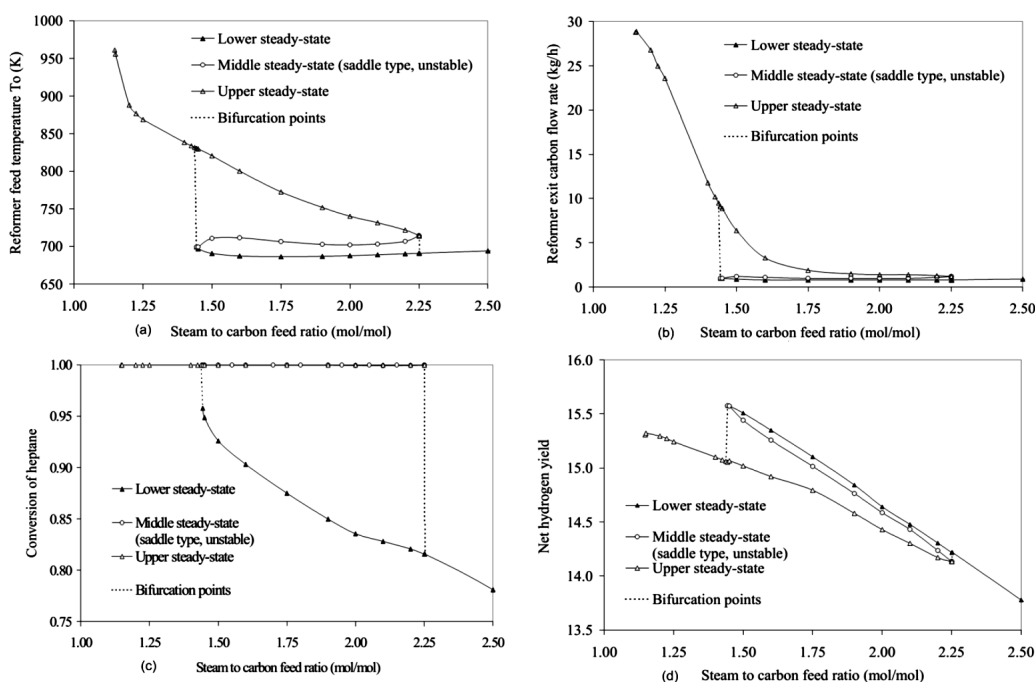 1000
950
900
850
800
750
700
650
Reformer feed temperature To (K)
Lower steady-state
Middle steady-state (saddle type, unstable)
Upper steady-state
Bifurcation points
1.00 1.25 1.50 1.75 2.00 2.25 2.50
(a) Steam to carbon feed ratio (mol/mol)
30
25
20
15
10
5
0
Reformer exit carbon flow rate (kg/h)
Lower steady-state
Middle steady-state (saddle type, unstable)
Upper steady-state
Bifurcation points
1.00 1.25 1.50 1.75 2.00 2.25 2.50
(b) Steam to carbon feed ratio (mol/mol)
1.00
0.95
0.90
0.85
0.80
0.75
Conversion of heptane
Lower steady-state
Middle steady-state
(saddle type, unstable)
Upper steady-state
Bifurcation points
1.00 1.25 1.50 1.75 2.00 2.25 2.50
(c) Steam to carbon feed ratio (mol/mol)
16.0
15.5
15.0
14.5
14.0
13.5
Net hydrogen yield
Lower steady-state
Middle steady-state
(saddle type, unstable)
Upper steady-state
Bifurcation points
1.00 1.25 1.50 1.75 2.00 2.25 2.50
(d) Steam to carbon feed ratio (mol/mol)